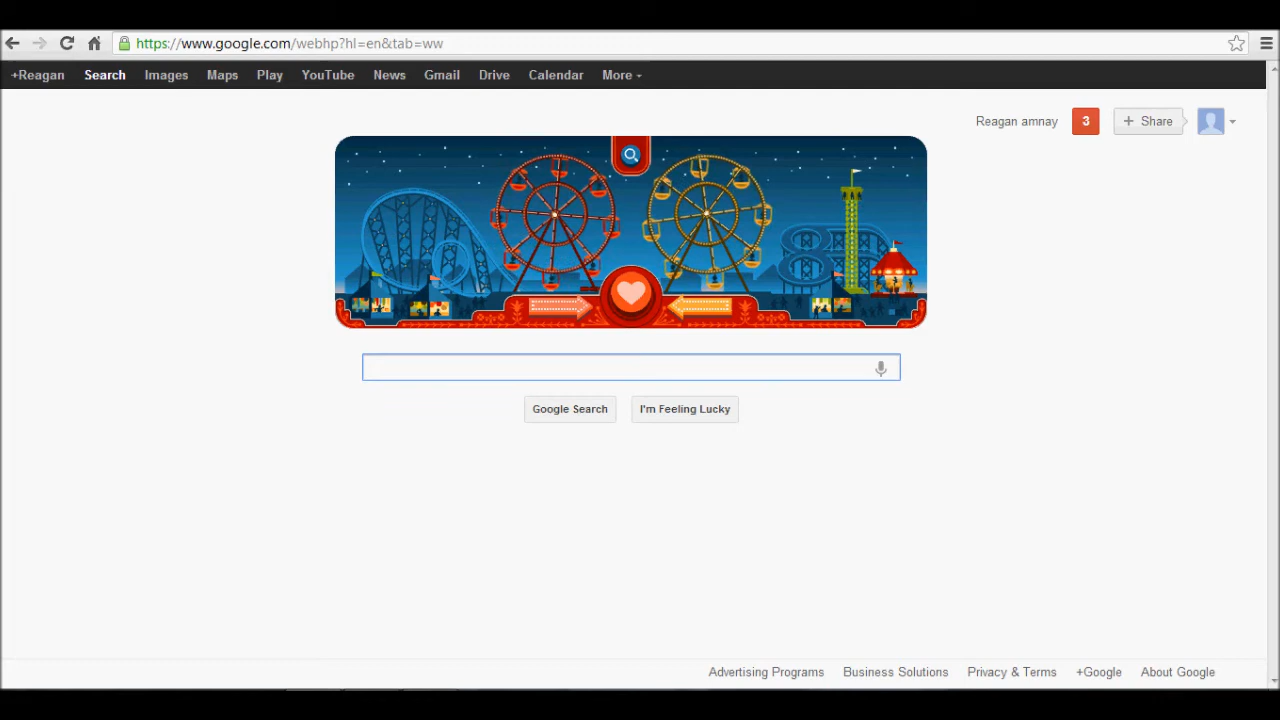 https://www.google.com/webhp?hl=en&tab=ww
+Reagan Search Images Maps Play YouTube News Gmail Drive Calendar More
Reagan amnay 3 + Share
Google Search I'm Feeling Lucky
Advertising Programs Business Solutions Privacy & Terms +Google About Google